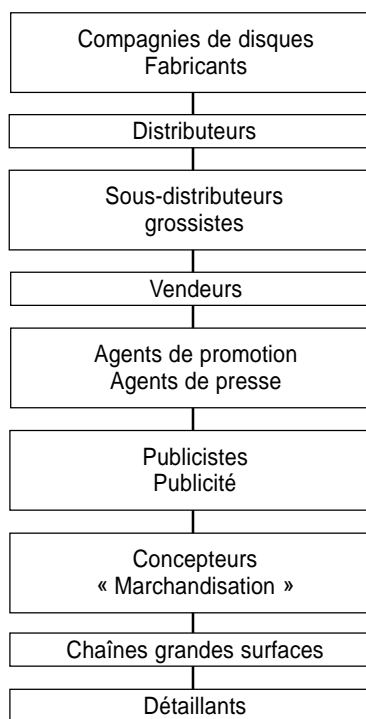 Compagnies de disques
Fabricants
Distributeurs
Sous-distributeurs
grossistes
Vendeurs
Agents de promotion
Agents de presse
Publicistes
Publicité
Concepteurs
« Marchandisation »
Chaînes grandes surfaces
Détaillants